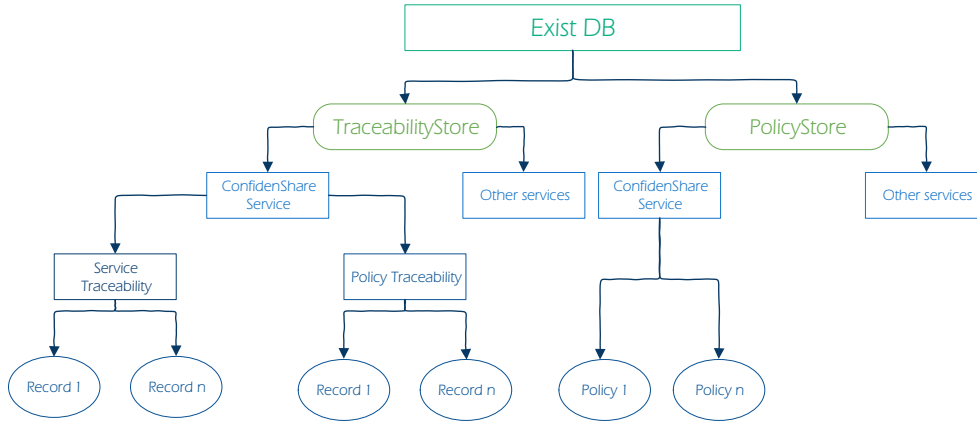 Exist DB
TraceabilityStore
PolicyStore
ConfidenShare
Service
Other services
ConfidenShare
Service
Other services
Service
Traceability
Policy Traceability
Record 1
Record n
Record 1
Record n
Policy 1
Policy n